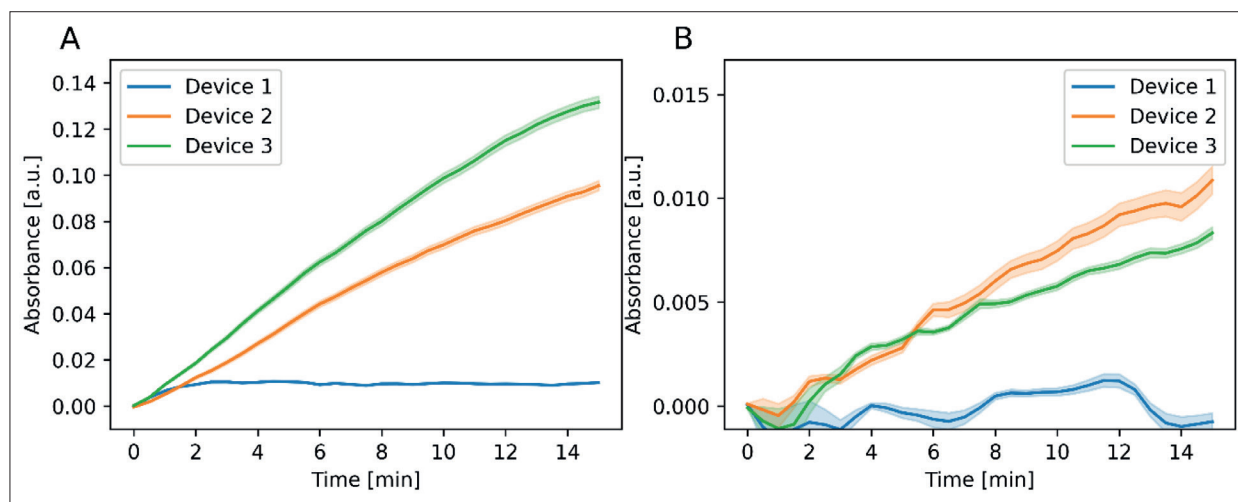 A
Absorbance [a.u.]
0.14
0.12
0.10
0.08
0.06
0.04
0.02
0.00
Device 1
Device 2
Device 3
0 2 4 6 8 10 12 14
Time [min]
B
Absorbance [a.u.]
0.015
0.010
0.005
0.000
Device 1
Device 2
Device 3
0 2 4 6 8 10 12 14
Time [min]